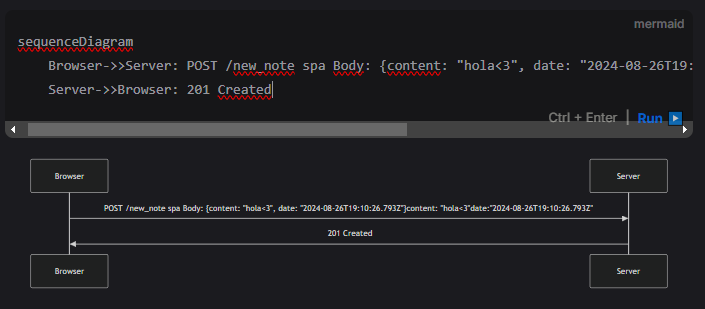 mermaid
sequenceDiagram
Browser->>Server: POST /new_note spa Body: {content: "hola<3", date: "2024-08-26T19:
Server->>Browser: 201 Created
Ctrl + Enter | Run
Browser Server
POST /new_note spa Body: {content: "hola<3", date: "2024-08-26T19:10:26.793Z"}content: "hola<3"date:"2024-08-26T19:10:26.793Z"
201 Created
Browser Server